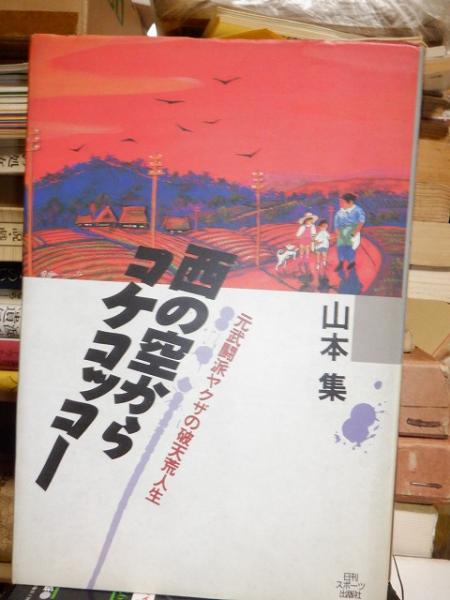 西の空から
コケコッコー
元武闘派ヤクザの破天荒人生
山本 集
日刊
スポーツ
出版社